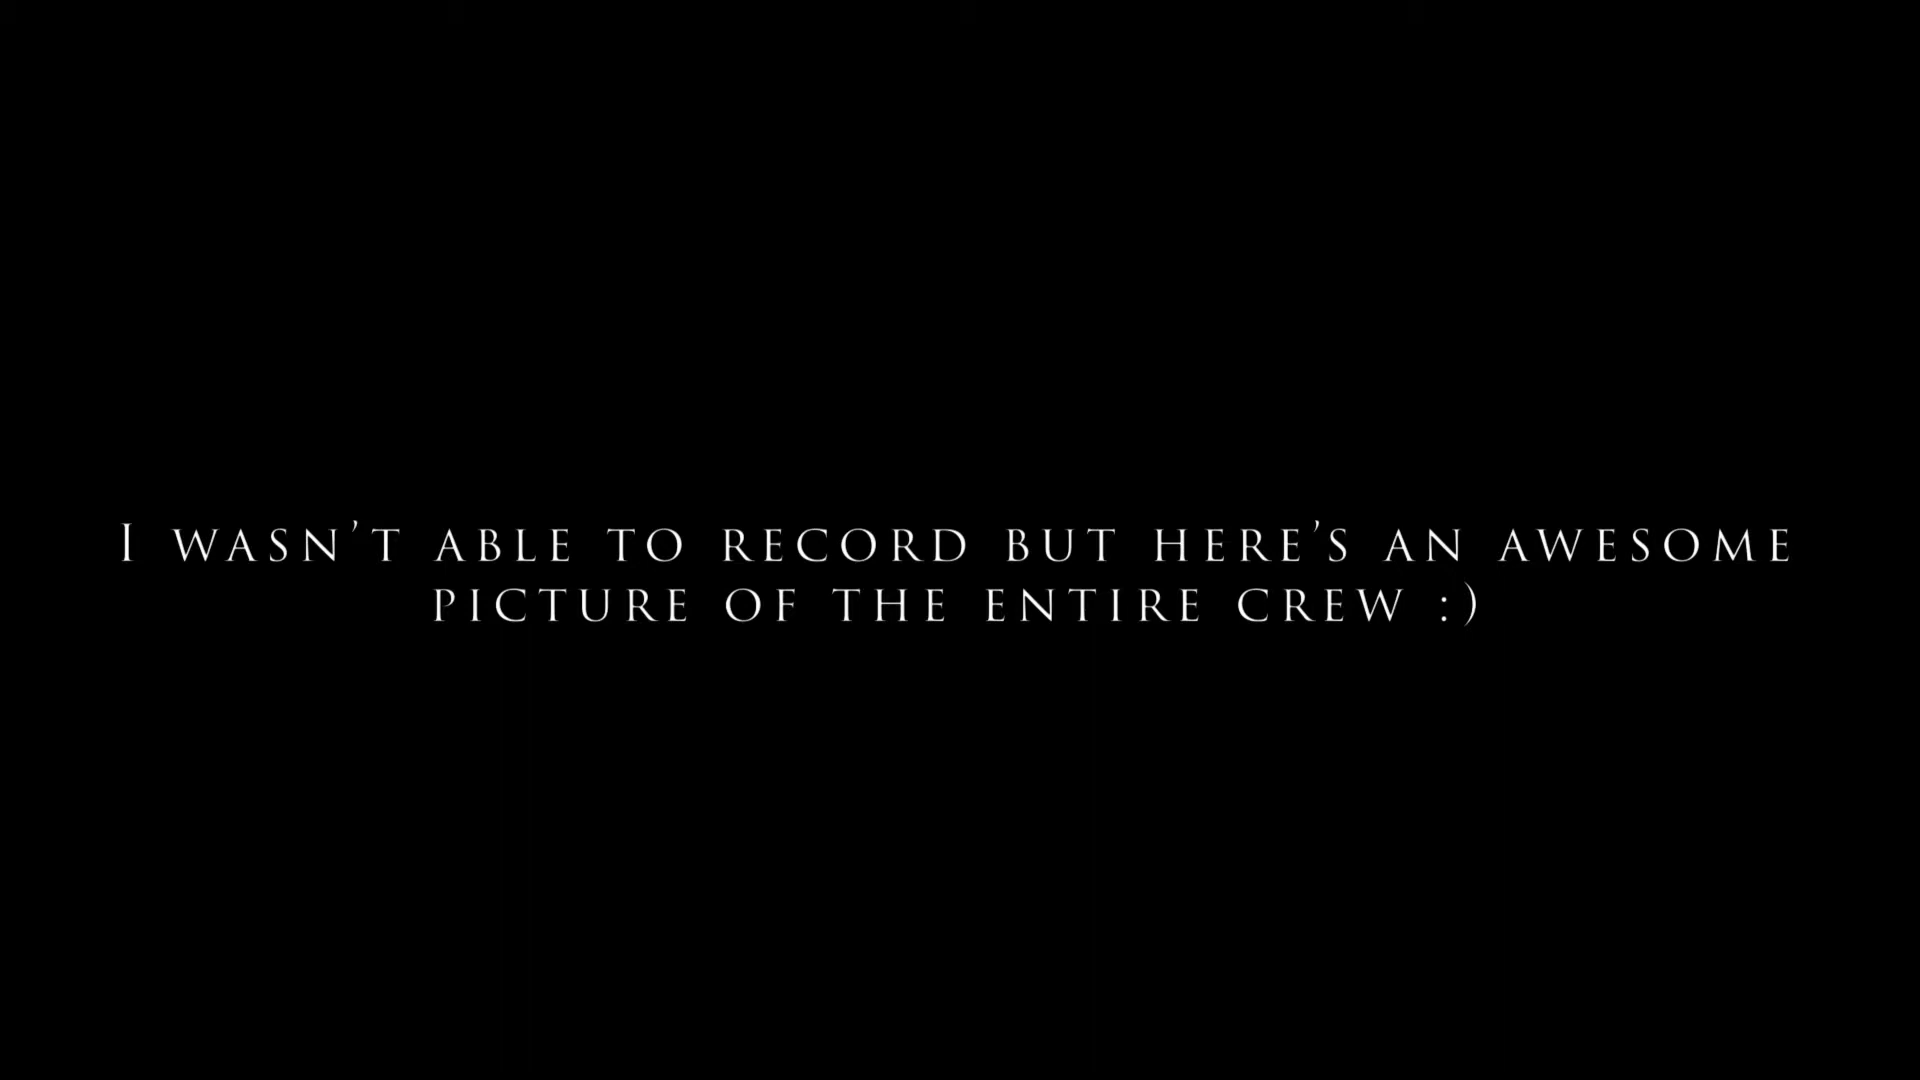 I WASN'T ABLE TO RECORD BUT HERE'S AN AWESOME
PICTURE OF THE ENTIRE CREW :)